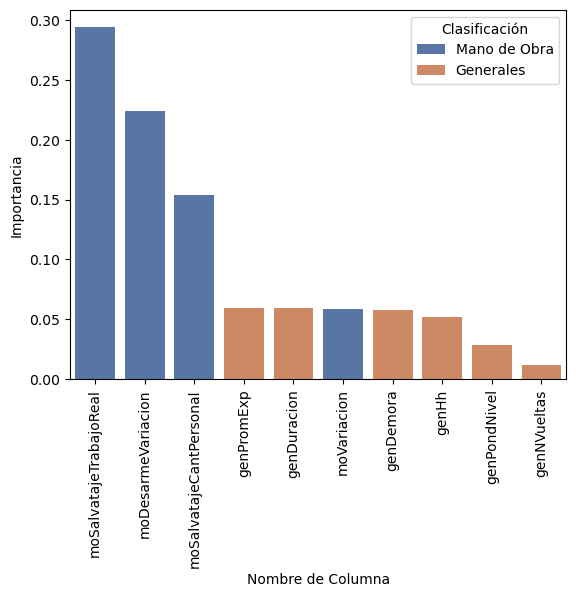 Clasificación
Mano de Obra
Generales
Importancia
0.30
0.25
0.20
0.15
0.10
0.05
0.00
moSalvatajeTrabajoReal
moDesarmeVariacion
moSalvatajeCantPersonal
genPromExp
genDuracion
moVariacion
genDemora
genHh
genPondNivel
genNVueltas
Nombre de Columna